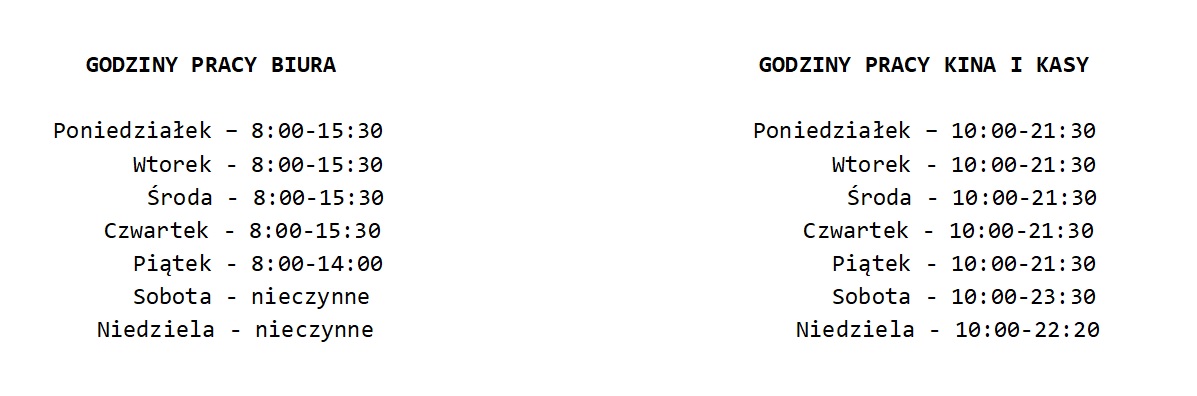 GODZINY PRACY BIURA
Poniedziałek – 8:00-15:30
Wtorek - 8:00-15:30
Środa - 8:00-15:30
Czwartek - 8:00-15:30
Piątek - 8:00-14:00
Sobota - nieczynne
Niedziela - nieczynne
GODZINY PRACY KINA I KASY
Poniedziałek – 10:00-21:30
Wtorek - 10:00-21:30
Środa - 10:00-21:30
Czwartek - 10:00-21:30
Piątek - 10:00-21:30
Sobota - 10:00-23:30
Niedziela - 10:00-22:20